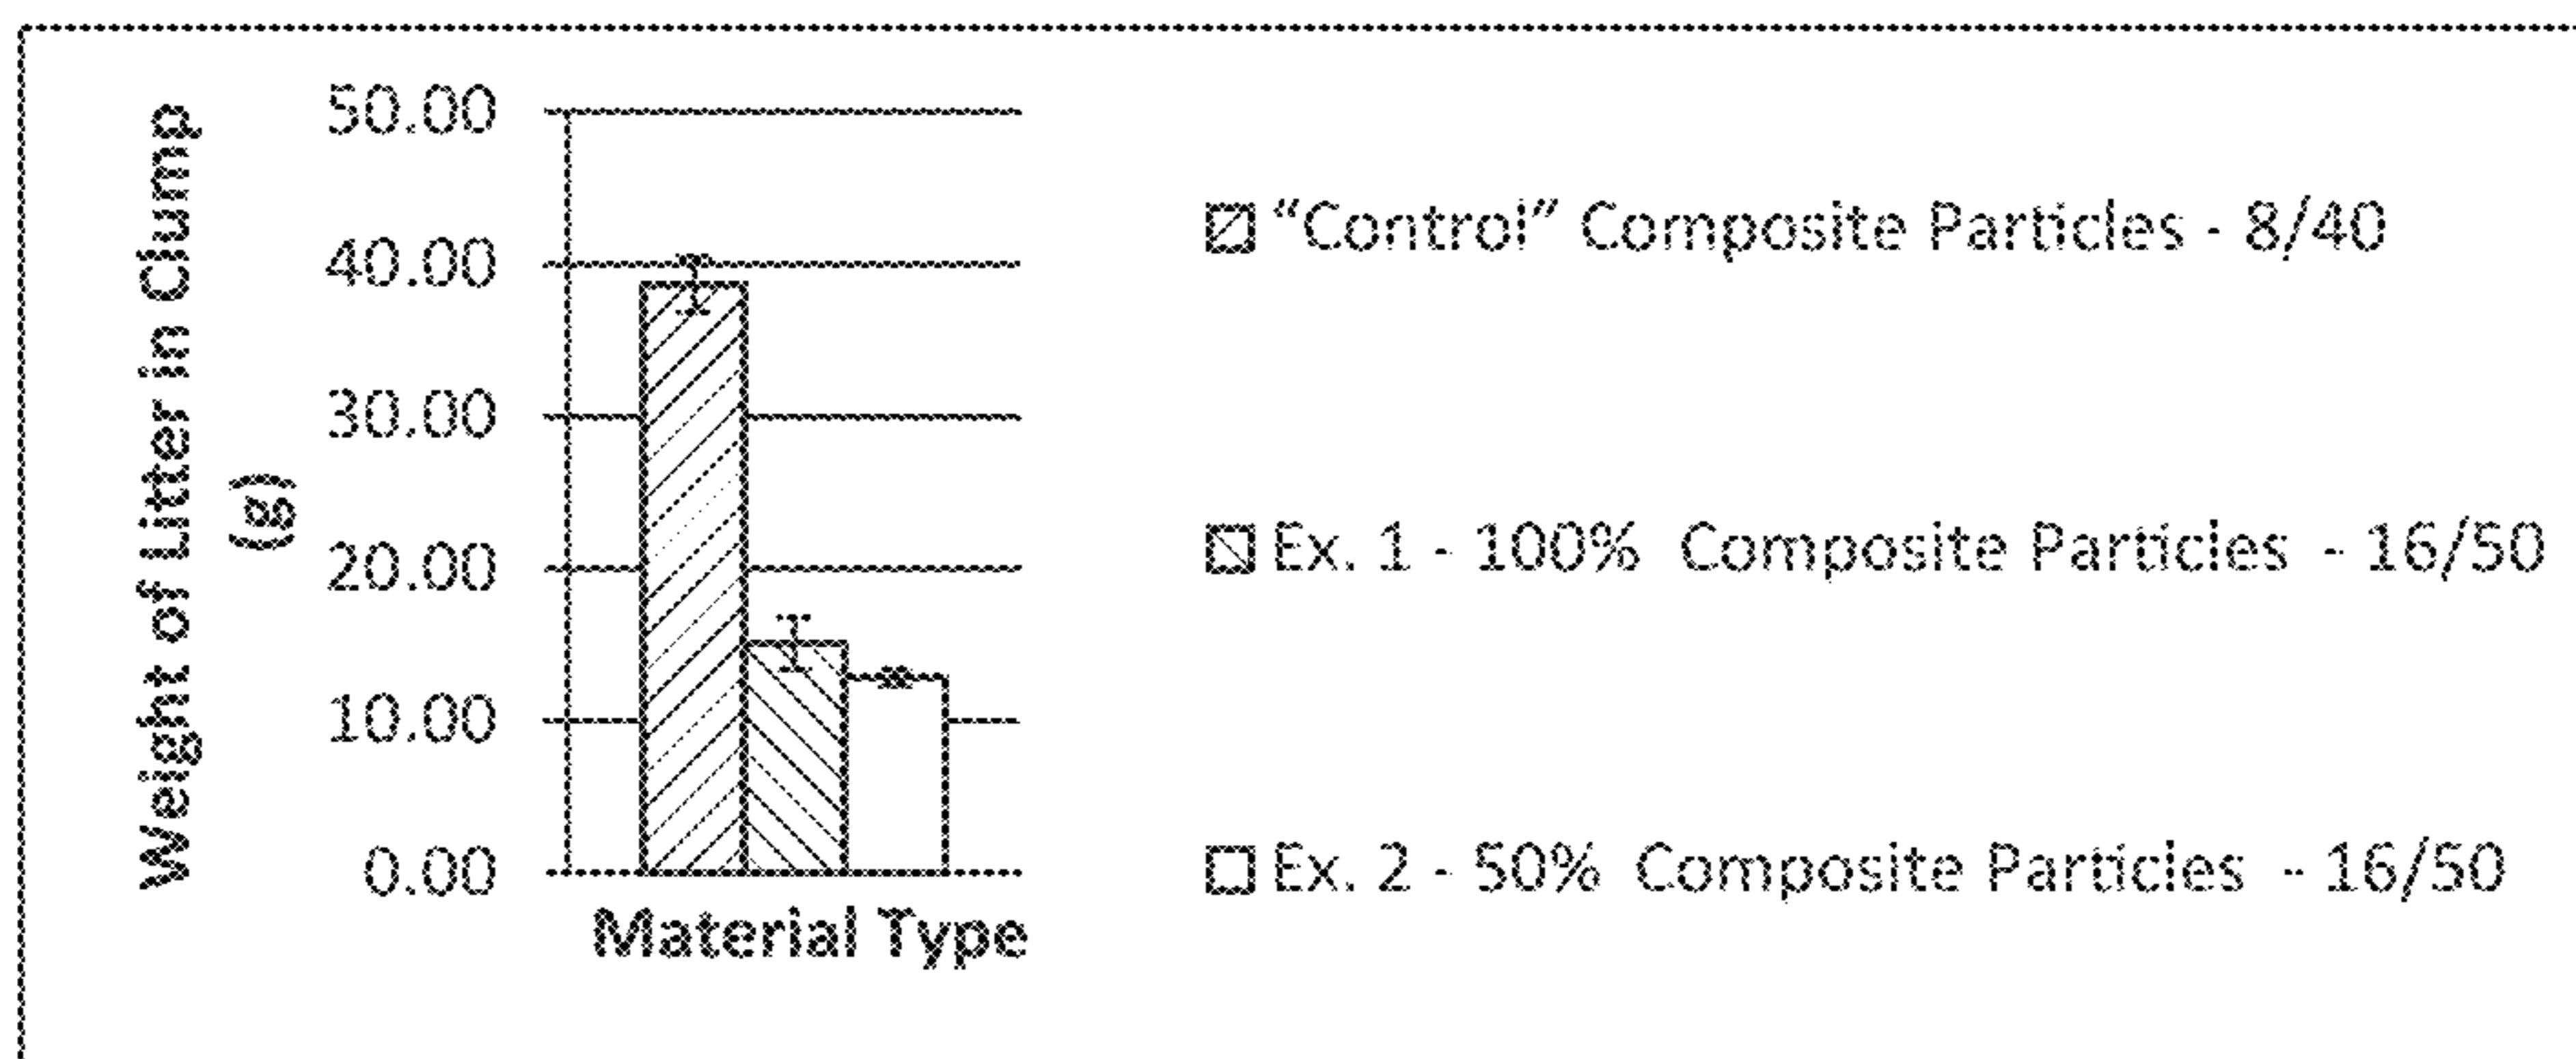 Weight of Litter in Clump
(g)
50.00
40.00
30.00
20.00
10.00
0.00
Material Type
“Control” Composite Particles - 8/40
Ex. 1 - 100% Composite Particles - 16/50
Ex. 2 - 50% Composite Particles - 16/50